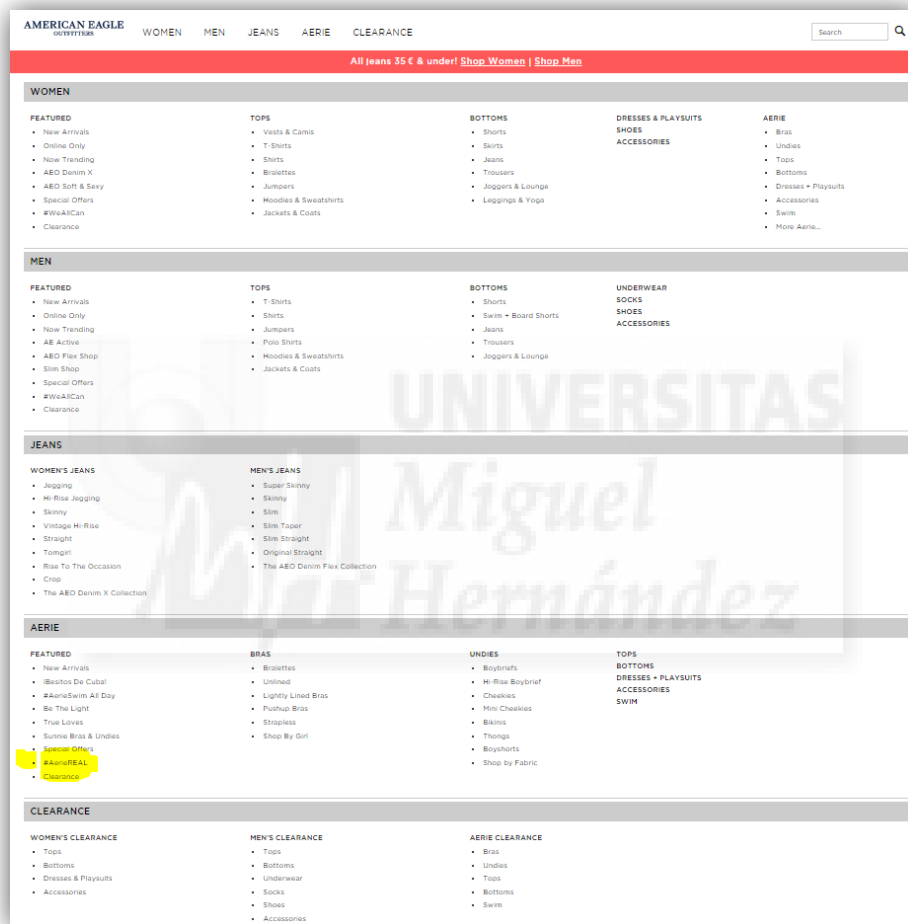 AMERICAN EAGLE
OUTFITTERS
WOMEN MEN JEANS AERIE CLEARANCE
Search
All jeans 35 € & under! Shop Women | Shop Men
WOMEN
FEATURED
New Arrivals
Online Only
Now Trending
AEO Denim X
AEO Soft & Sexy
Special Offers
#WeAllCan
Clearance
TOPS
Vests & Camis
T-Shirts
Shirts
Bralettes
Jumpers
Hoodies & Sweatshirts
Jackets & Coats
BOTTOMS
Shorts
Skirts
Jeans
Trousers
Joggers & Lounge
Leggings & Yoga
DRESSES & PLAYSUITS
SHOES
ACCESSORIES
AERIE
Bras
Undies
Tops
Bottoms
Dresses + Playsuits
Accessories
Swim
More Aerie...
MEN
FEATURED
New Arrivals
Online Only
Now Trending
AE Active
AEO Flex Shop
Slim Shop
Special Offers
#WeAllCan
Clearance
TOPS
T-Shirts
Shirts
Jumpers
Polo Shirts
Hoodies & Sweatshirts
Jackets & Coats
BOTTOMS
Shorts
Swim + Board Shorts
Jeans
Trousers
Joggers & Lounge
UNDERWEAR
SOCKS
SHOES
ACCESSORIES
UNIVERSITAS
Miguel
Hernández
JEANS
WOMEN'S JEANS
Jegging
Hi-Rise Jegging
Skinny
Vintage Hi-Rise
Straight
Tomgirl
Rise To The Occasion
Crop
The AEO Denim X Collection
MEN'S JEANS
Super Skinny
Skinny
Slim
Slim Taper
Slim Straight
Original Straight
The AEO Denim Flex Collection
AERIE
FEATURED
New Arrivals
¡Besitos De Cuba!
#AerieSwim All Day
Be The Light
True Loves
Sunnie Bras & Undies
Special Offers
#AerieREAL
Clearance
BRAS
Bralettes
Unlined
Lightly Lined Bras
Pushup Bras
Strapless
Shop By Girl
UNDIES
Boybriefs
Hi-Rise Boybrief
Cheekies
Mini Cheekies
Bikinis
Thongs
Boyshorts
Shop by Fabric
TOPS
BOTTOMS
DRESSES + PLAYSUITS
ACCESSORIES
SWIM
CLEARANCE
WOMEN'S CLEARANCE
Tops
Bottoms
Dresses & Playsuits
Accessories
MEN'S CLEARANCE
Tops
Bottoms
Underwear
Socks
Shoes
Accessories
AERIE CLEARANCE
Bras
Undies
Tops
Bottoms
Swim